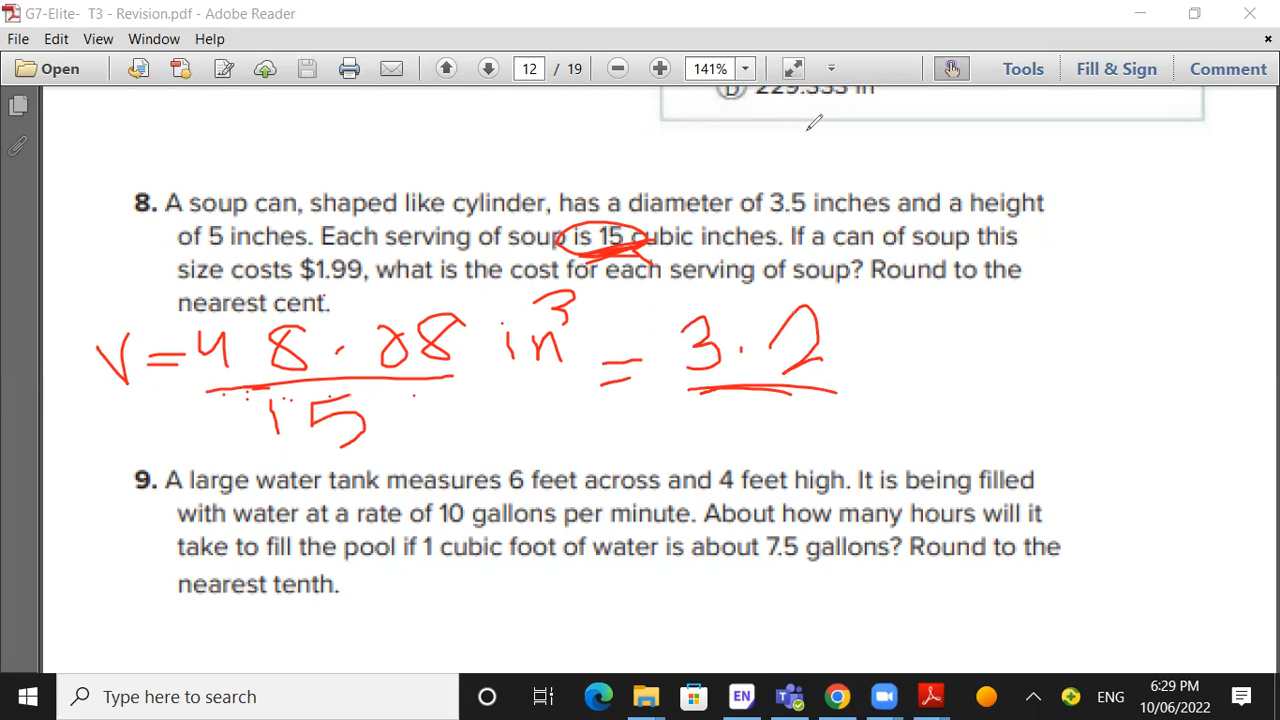 G7-Elite- T3 - Revision.pdf - Adobe Reader
File Edit View Window Help
Open 12 / 19 141% Tools Fill & Sign Comment
D 229.333 in
8. A soup can, shaped like cylinder, has a diameter of 3.5 inches and a height
of 5 inches. Each serving of soup is 15 cubic inches. If a can of soup this
size costs $1.99, what is the cost for each serving of soup? Round to the
nearest cent.
V = 48.08 in³ = 3.2
15
9. A large water tank measures 6 feet across and 4 feet high. It is being filled
with water at a rate of 10 gallons per minute. About how many hours will it
take to fill the pool if 1 cubic foot of water is about 7.5 gallons? Round to the
nearest tenth.
Type here to search EN ENG 6:29 PM
10/06/2022